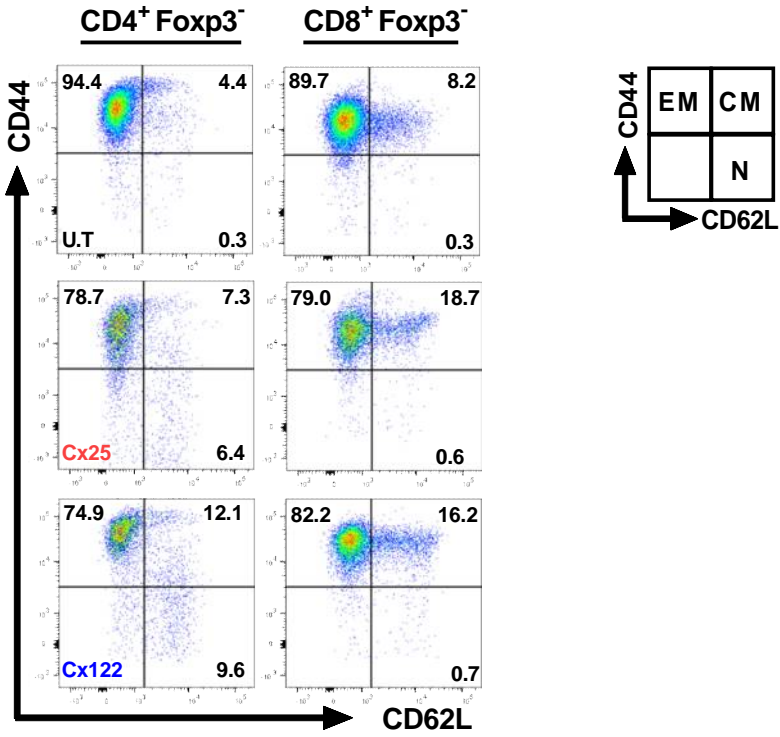 CD4⁺ Foxp3⁻ CD8⁺ Foxp3⁻
CD44
94.4 4.4
U.T 0.3
89.7 8.2
0.3
78.7 7.3
Cx25 6.4
79.0 18.7
0.6
74.9 12.1
Cx122 9.6
82.2 16.2
0.7
CD62L
CD44
EM CM
N
CD62L